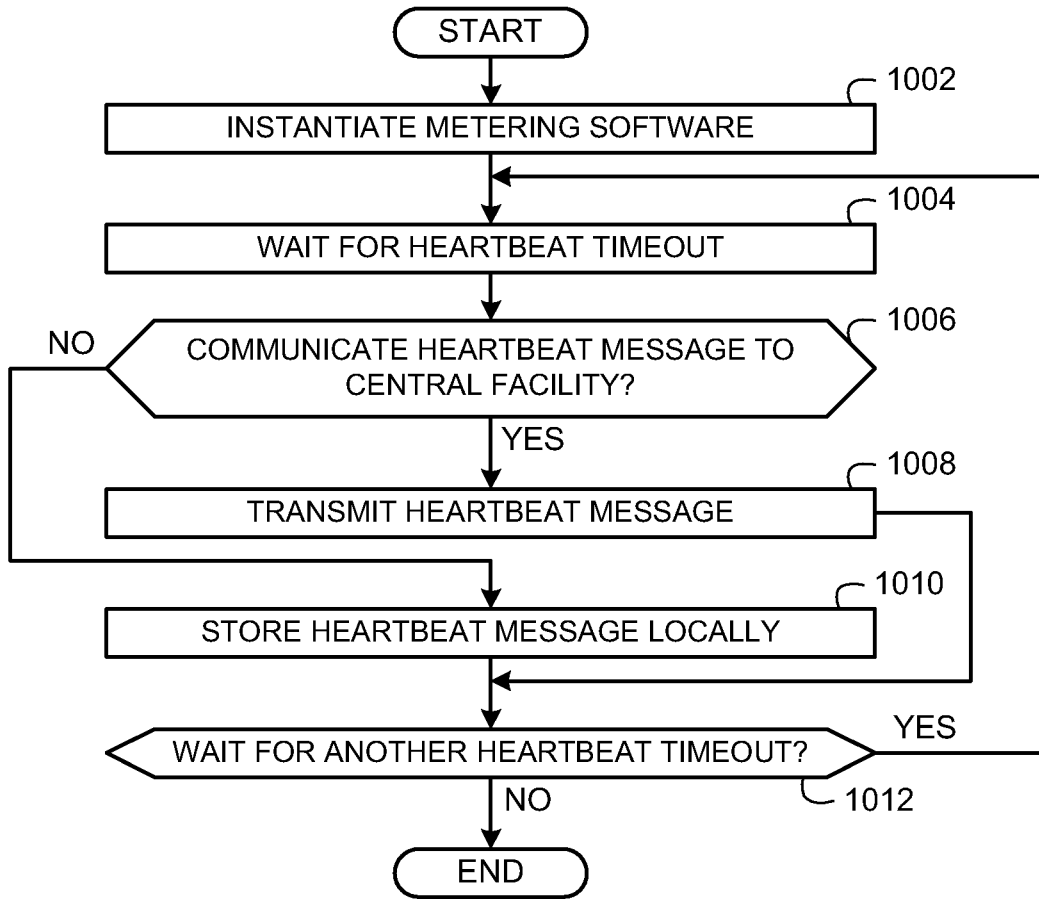 START
1002
INSTANTIATE METERING SOFTWARE
1004
WAIT FOR HEARTBEAT TIMEOUT
1006
NO
COMMUNICATE HEARTBEAT MESSAGE TO
CENTRAL FACILITY?
YES
1008
TRANSMIT HEARTBEAT MESSAGE
1010
STORE HEARTBEAT MESSAGE LOCALLY
YES
WAIT FOR ANOTHER HEARTBEAT TIMEOUT?
NO
1012
END